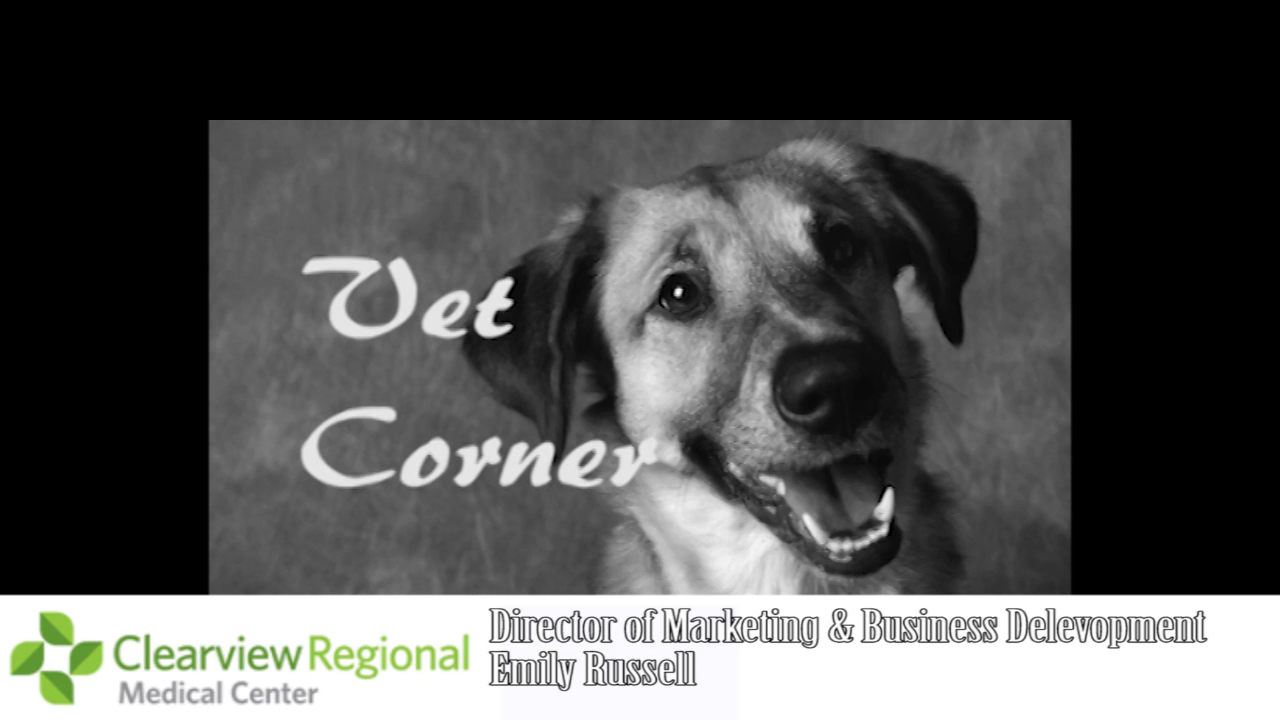 Vet
Corner
Clearview Regional
Medical Center
Director of Marketing & Business Delevopment
Emily Russell